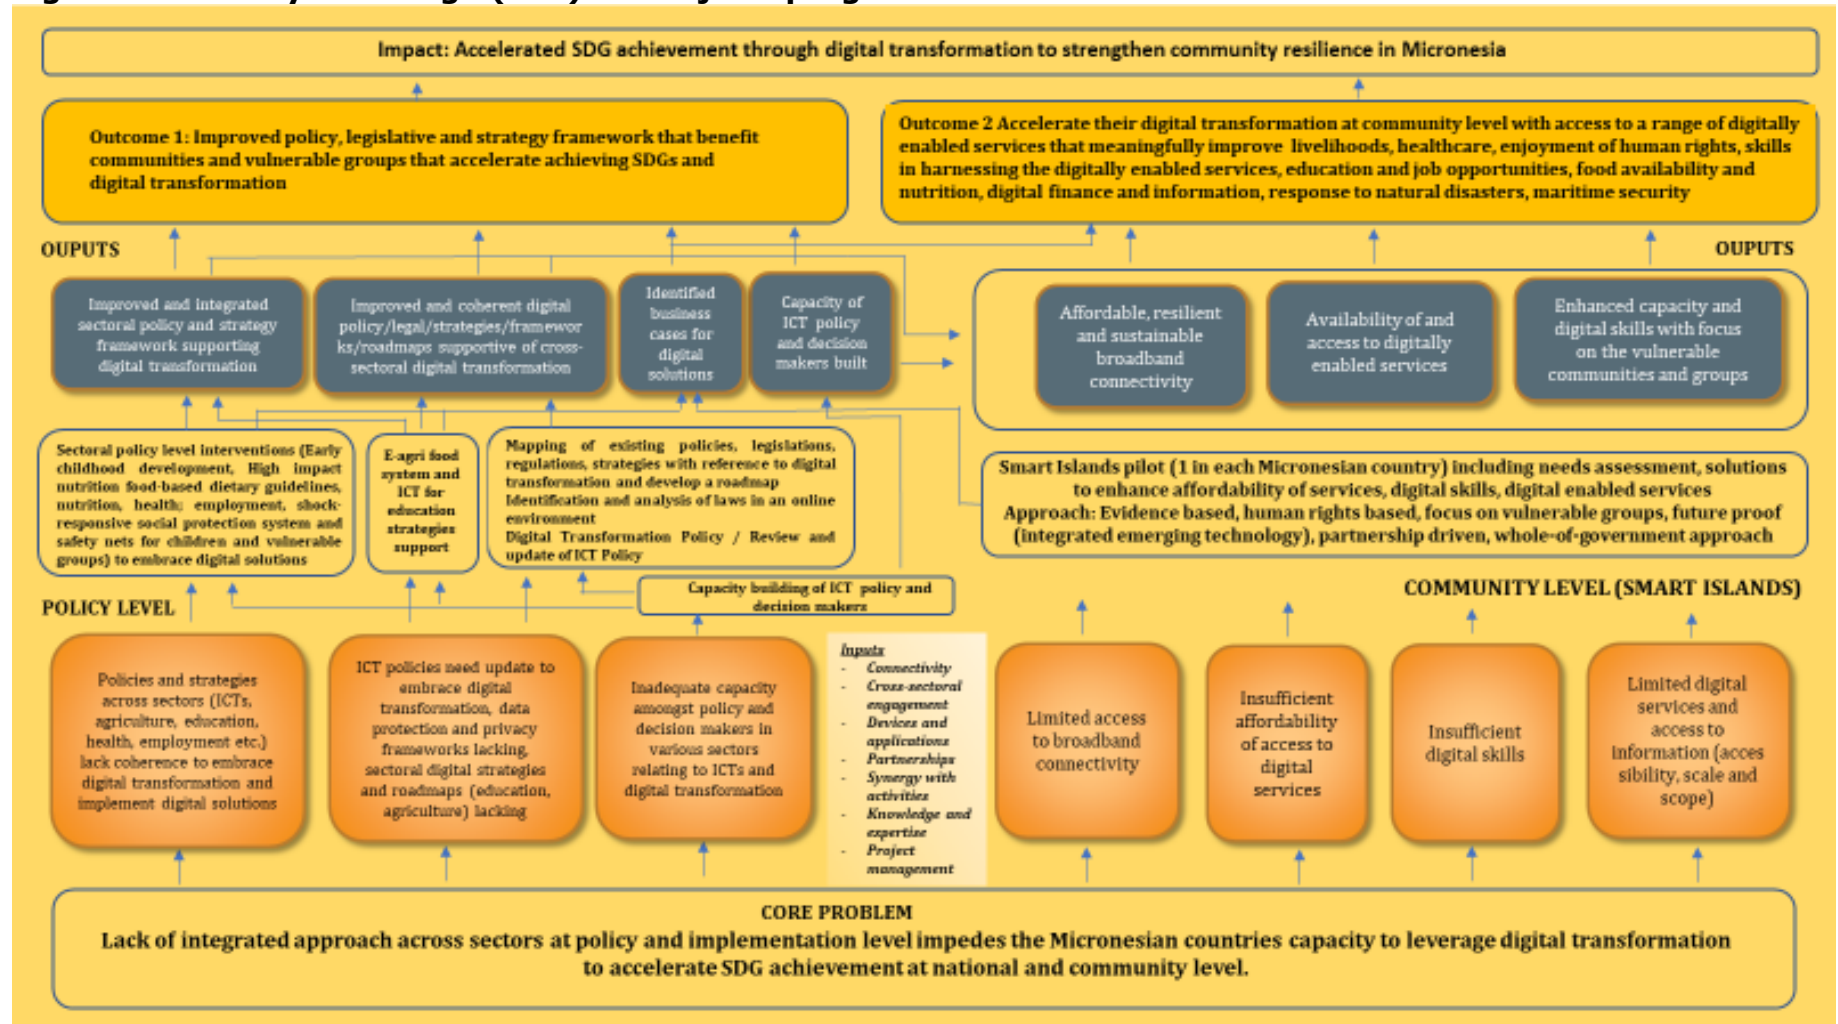 Impact: Accelerated SDG achievement through digital transformation to strengthen community resilience in Micronesia
Outcome 1: Improved policy, legislative and strategy framework that benefit
communities and vulnerable groups that accelerate achieving SDGs and
digital transformation
Outcome 2 Accelerate their digital transformation at community level with access to a range of digitally
enabled services that meaningfully improve livelihoods, healthcare, enjoyment of human rights, skills
in harnessing the digitally enabled services, education and job opportunities, food availability and
nutrition, digital finance and information, response to natural disasters, maritime security
OUPUTS
OUPUTS
Improved and integrated
sectoral policy and strategy
framework supporting
digital transformation
Improved and coherent digital
policy/legal/strategies/framewor
ks/roadmaps supportive of cross-
sectoral digital transformation
Identified
business
cases for
digital
solutions
Capacity of
ICT policy
and decision
makers built
Affordable, resilient
and sustainable
broadband
connectivity
Availability of and
access to digitally
enabled services
Enhanced capacity and
digital skills with focus
on the vulnerable
communities and groups
Sectoral policy level interventions (Early
childhood development, High impact
nutrition food-based dietary guidelines,
nutrition, health; employment, shock-
responsive social protection system and
safety nets for children and vulnerable
groups) to embrace digital solutions
E-agri food
system and
ICT for
education
strategies
support
Mapping of existing policies, legislations,
regulations, strategies with reference to digital
transformation and develop a roadmap
Identification and analysis of laws in an online
environment
Digital Transformation Policy / Review and
update of ICT Policy
Smart Islands pilot (1 in each Micronesian country) including needs assessment, solutions
to enhance affordability of services, digital skills, digital enabled services
Approach: Evidence based, human rights based, focus on vulnerable groups, future proof
(integrated emerging technology), partnership driven, whole-of-government approach
Capacity building of ICT policy and
decision makers
POLICY LEVEL
COMMUNITY LEVEL (SMART ISLANDS)
Policies and strategies
across sectors (ICTs,
agriculture, education,
health, employment etc.)
lack coherence to embrace
digital transformation and
implement digital solutions
ICT policies need update to
embrace digital
transformation, data
protection and privacy
frameworks lacking,
sectoral digital strategies
and roadmaps (education,
agriculture) lacking
Inadequate capacity
amongst policy and
decision makers in
various sectors
relating to ICTs and
digital transformation
Inputs
- Connectivity
- Cross-sectoral
engagement
- Devices and
applications
- Partnerships
- Synergy with
activities
- Knowledge and
expertise
- Project
management
Limited access
to broadband
connectivity
Insufficient
affordability
of access to
digital
services
Insufficient
digital skills
Limited digital
services and
access to
information (acces
sibility, scale and
scope)
CORE PROBLEM
Lack of integrated approach across sectors at policy and implementation level impedes the Micronesian countries capacity to leverage digital transformation
to accelerate SDG achievement at national and community level.